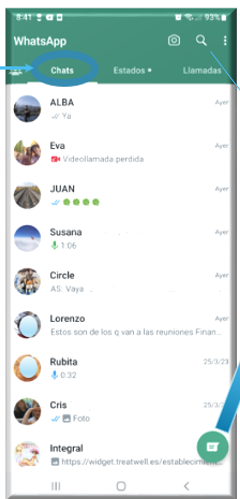 8:41
93%
WhatsApp
Chats
Estados
Llamadas
ALBA
Ayer
Ya
Eva
Ayer
Videollamada perdida
JUAN
Ayer
Susana
Ayer
1:06
Circle
Ayer
AS: Vaya
Lorenzo
Ayer
Estos son de los q van a las reuniones Finan...
Rubita
25/3/23
0:32
Cris
25/3/
Foto
Integral
https://widget.treatwell.es/establecimie...